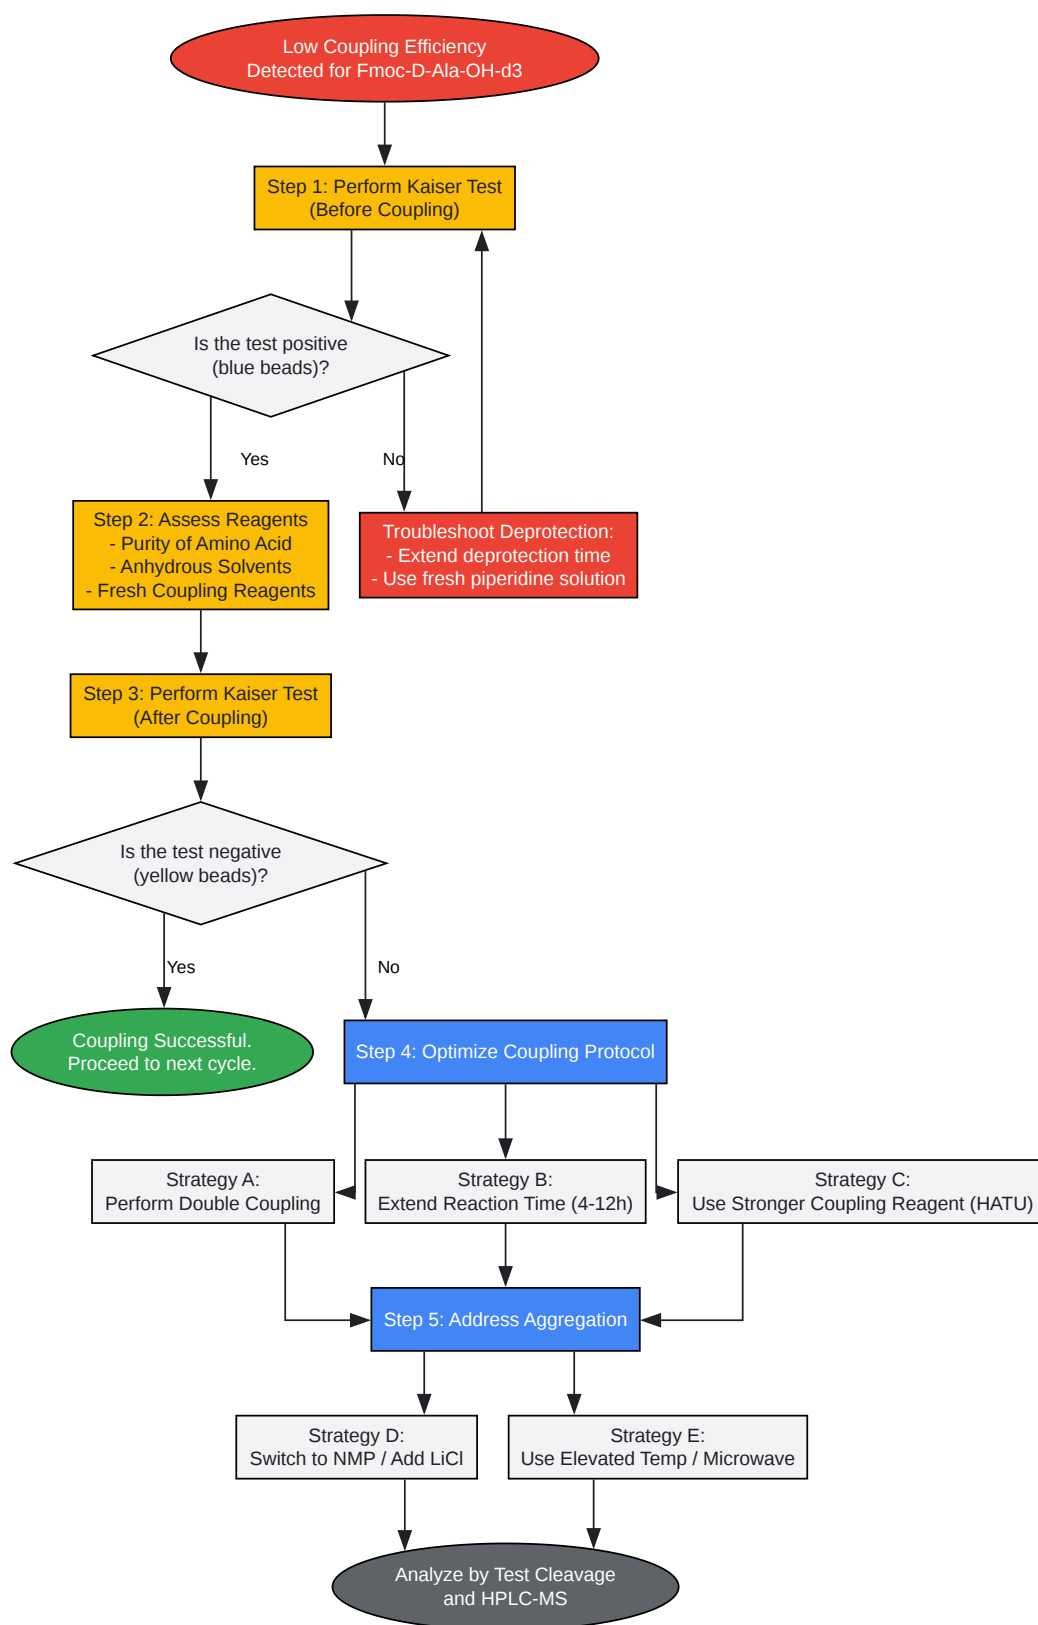 Low Coupling Efficiency
Detected for Fmoc-D-Ala-OH-d3
Step 1: Perform Kaiser Test
(Before Coupling)
Is the test positive
(blue beads)?
Yes
No
Step 2: Assess Reagents
- Purity of Amino Acid
- Anhydrous Solvents
- Fresh Coupling Reagents
Troubleshoot Deprotection:
- Extend deprotection time
- Use fresh piperidine solution
Step 3: Perform Kaiser Test
(After Coupling)
Is the test negative
(yellow beads)?
Yes
No
Coupling Successful.
Proceed to next cycle.
Step 4: Optimize Coupling Protocol
Strategy A:
Perform Double Coupling
Strategy B:
Extend Reaction Time (4-12h)
Strategy C:
Use Stronger Coupling Reagent (HATU)
Step 5: Address Aggregation
Strategy D:
Switch to NMP / Add LiCl
Strategy E:
Use Elevated Temp / Microwave
Analyze by Test Cleavage
and HPLC-MS